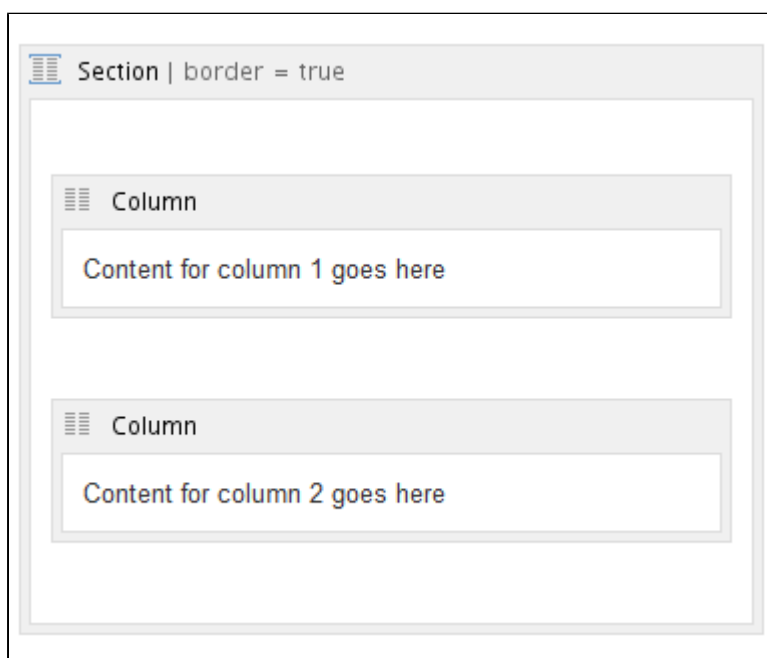 Section | border = true
Column
Content for column 1 goes here
Column
Content for column 2 goes here